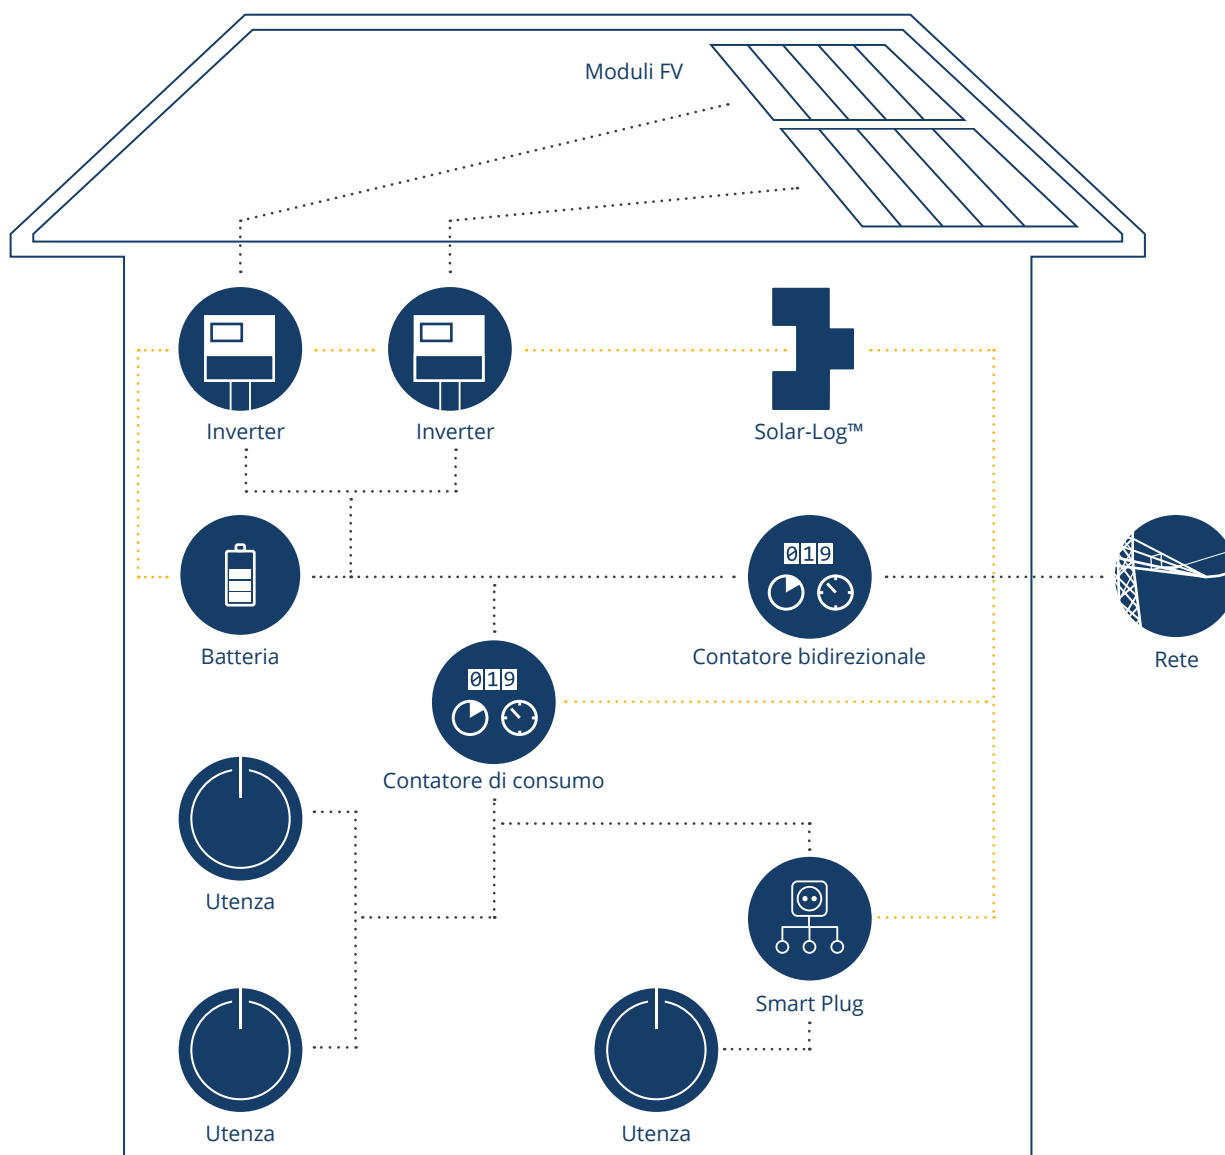 Moduli FV
Inverter
Inverter
Solar-Log™
019
Batteria
Contatore bidirezionale
Rete
019
Contatore di consumo
Utenza
Smart Plug
Utenza
Utenza